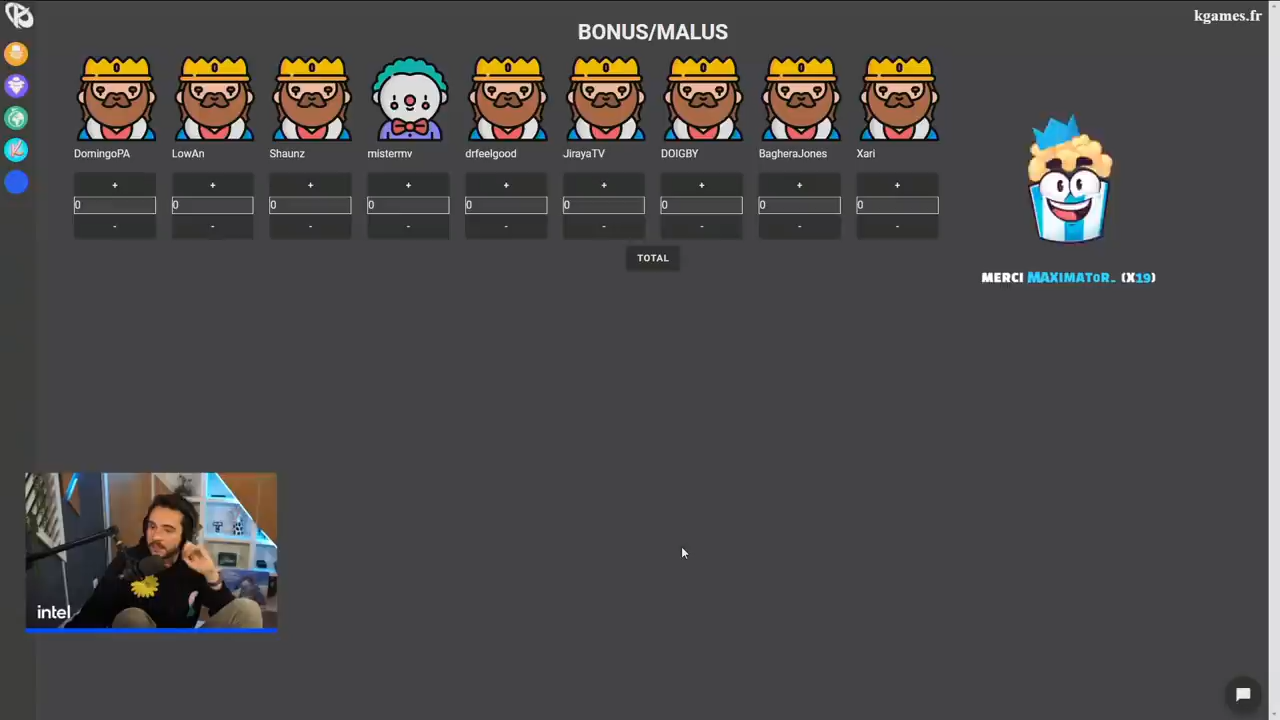 kgames.fr
BONUS/MALUS
DomingoPA LowAn Shaunz mistermv drfeelgood JirayaTV DOIGBY BagheraJones Xari
+ + + + + + + + +
0 0 0 0 0 0 0 0 0
- - - - - - - - -
TOTAL
MERCI MAXIMATOR_ (X19)
intel